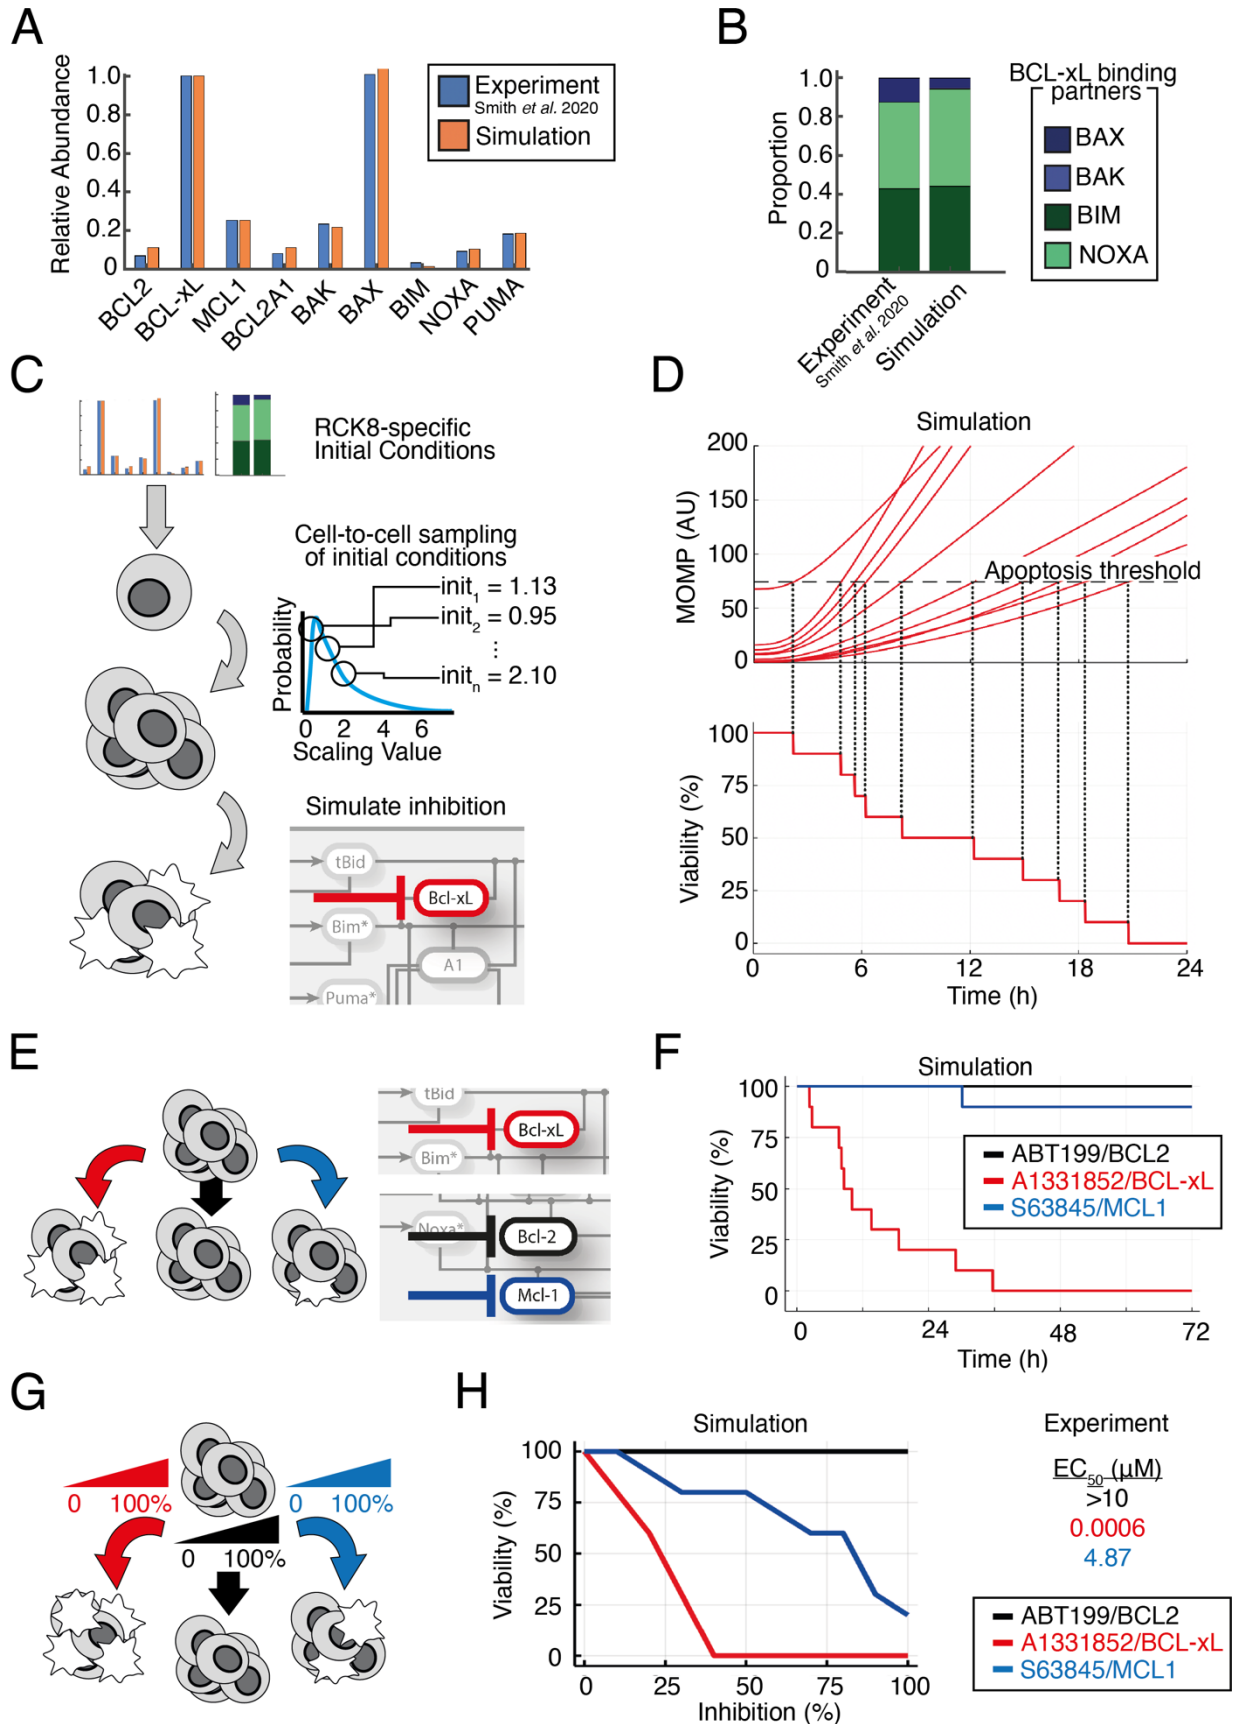 A
Relative Abundance
1.0
0.8
0.6
0.4
0.2
0
BCL2
BCL-xL
MCL1
BCL2A1
BAK
BAX
BIM
NOXA
PUMA
Experiment
Smith et al. 2020
Simulation
B
Proportion
1.0
0.8
0.6
0.4
0.2
0
Experiment
Smith et al. 2020
Simulation
BCL-xL binding
partners
BAX
BAK
BIM
NOXA
C
RCK8-specific
Initial Conditions
Cell-to-cell sampling
of initial conditions
init1 = 1.13
init2 = 0.95
⋮
initn = 2.10
Probability
0 2 4 6
Scaling Value
Simulate inhibition
tBid
Bcl-xL
Bim*
A1
Puma*
D
Simulation
MOMP (AU)
200
150
100
50
0
Apoptosis threshold
Viability (%)
100
75
50
25
0
0 6 12 18 24
Time (h)
E
tBid
Bcl-xL
Bim*
Noxa*
Bcl-2
Mcl-1
F
Simulation
Viability (%)
100
75
50
25
0
0 24 48 72
Time (h)
ABT199/BCL2
A1331852/BCL-xL
S63845/MCL1
G
0 100%
0 100%
0 100%
H
Simulation
Viability (%)
100
75
50
25
0
0 25 50 75 100
Inhibition (%)
Experiment
EC50 (µM)
>10
0.0006
4.87
ABT199/BCL2
A1331852/BCL-xL
S63845/MCL1